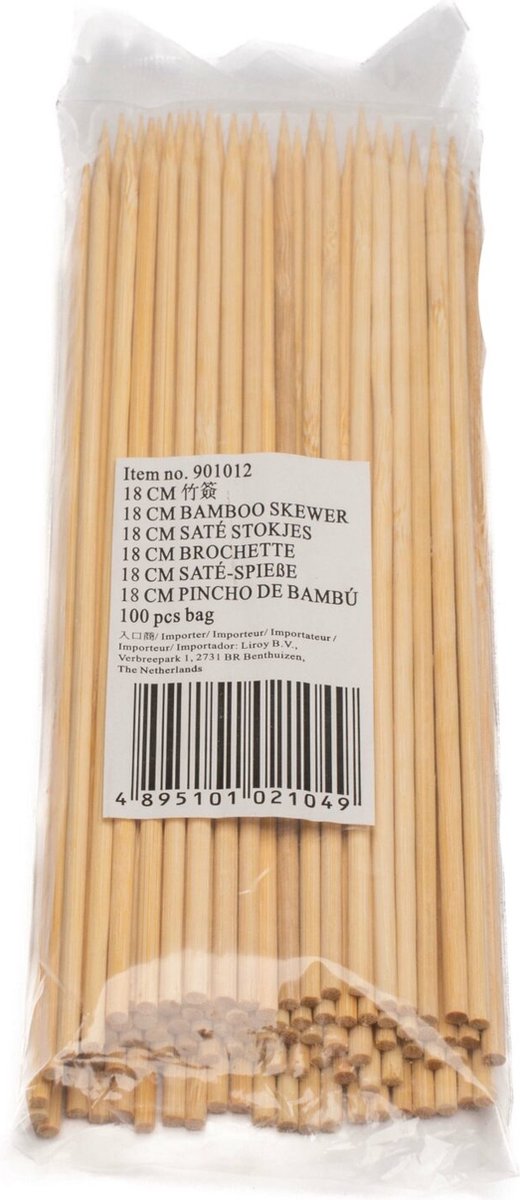 Item no. 901012
18 CM 竹簽
18 CM BAMBOO SKEWER
18 CM SATÉ STOKJES
18 CM BROCHETTE
18 CM SATÉ-SPIEßE
18 CM PINCHO DE BAMBÚ
100 pcs bag
入口商/ Importer/ Importeur/ Importateur/
Importeur/ Importador: Liroy B.V.,
Verbreepark 1, 2731 BR Benthuizen,
The Netherlands
4 895101 021049